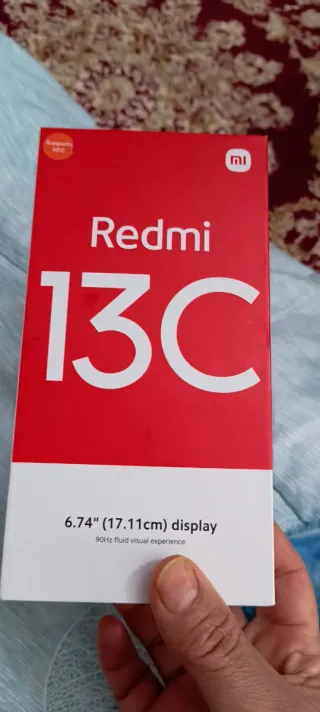 Supports
NFC
mi
Redmi
13C
6.74" (17.11cm) display
90Hz fluid visual experience